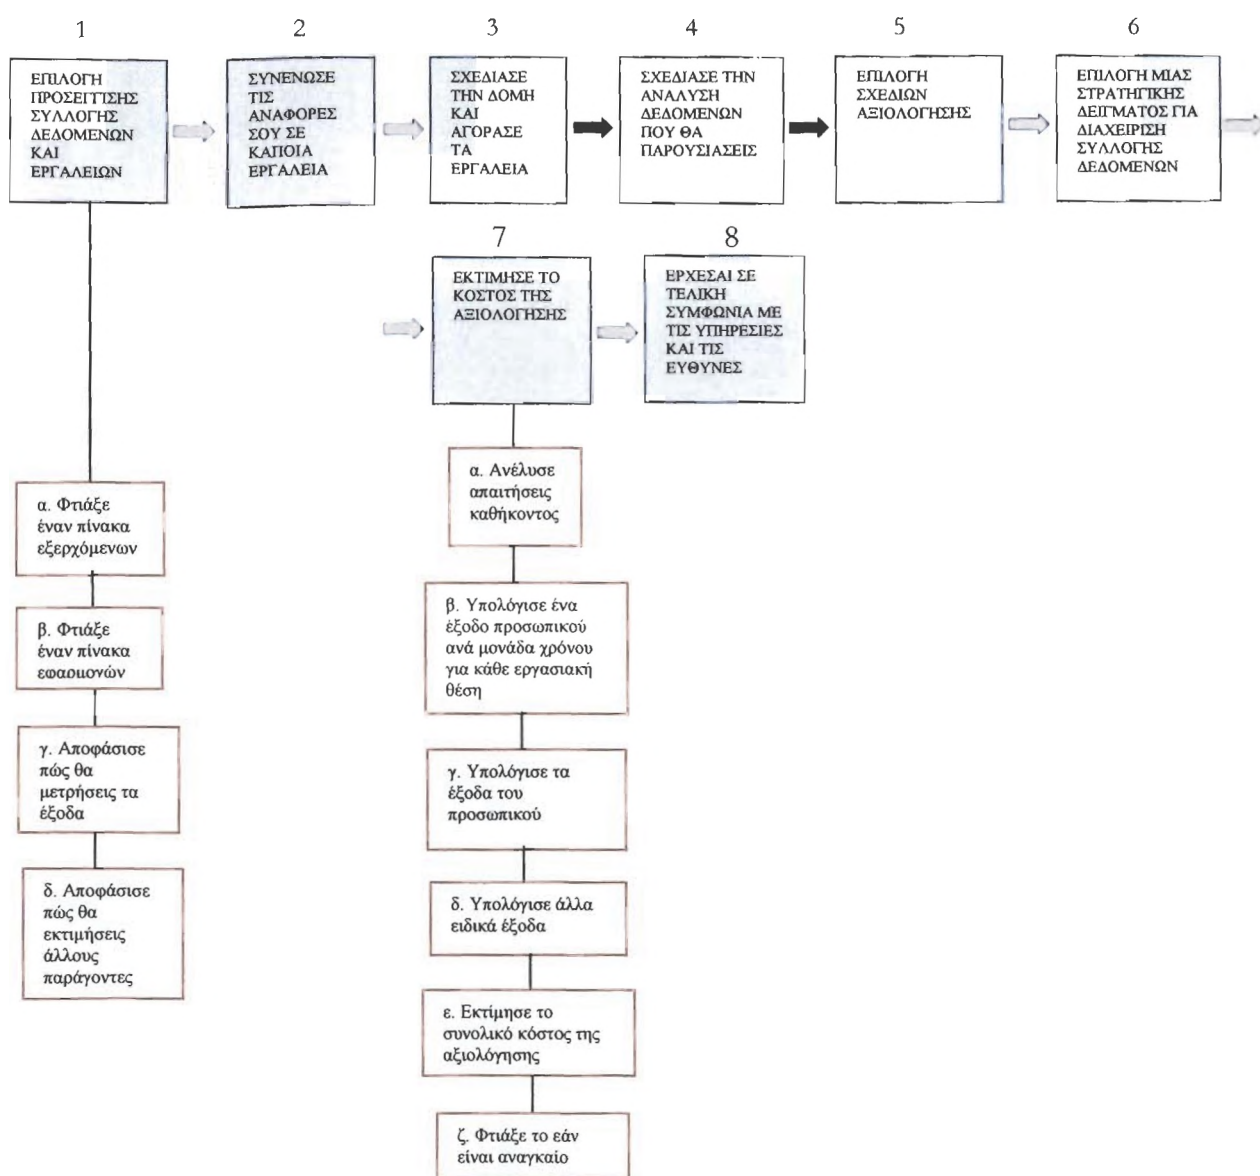 1
2
3
4
5
6
ΕΠΙΛΟΓΗ
ΠΡΟΣΕΓΓΙΣΗΣ
ΣΥΛΛΟΓΗΣ
ΔΕΔΟΜΕΝΩΝ
ΚΑΙ
ΕΡΓΑΛΕΙΩΝ
ΣΥΝΕΝΩΣΕ
ΤΙΣ
ΑΝΑΦΟΡΕΣ
ΣΟΥ ΣΕ
ΚΑΠΟΙΑ
ΕΡΓΑΛΕΙΑ
ΣΧΕΔΙΑΣΕ
ΤΗΝ ΔΟΜΗ
ΚΑΙ
ΑΓΟΡΑΣΕ
ΤΑ
ΕΡΓΑΛΕΙΑ
ΣΧΕΔΙΑΣΕ ΤΗΝ
ΑΝΑΛΥΣΗ
ΔΕΔΟΜΕΝΩΝ
ΠΟΥ ΘΑ
ΠΑΡΟΥΣΙΑΣΕΙΣ
ΕΠΙΛΟΓΗ
ΣΧΕΔΙΩΝ
ΑΞΙΟΛΟΓΗΣΗΣ
ΕΠΙΛΟΓΗ ΜΙΑΣ
ΣΤΡΑΤΗΓΙΚΗΣ
ΔΕΙΓΜΑΤΟΣ ΓΙΑ
ΔΙΑΧΕΙΡΙΣΗ
ΣΥΛΛΟΓΗΣ
ΔΕΔΟΜΕΝΩΝ
7
8
ΕΚΤΙΜΗΣΕ ΤΟ
ΚΟΣΤΟΣ ΤΗΣ
ΑΞΙΟΛΟΓΗΣΗΣ
ΕΡΧΕΣΑΙ ΣΕ
ΤΕΛΙΚΗ
ΣΥΜΦΩΝΙΑ ΜΕ
ΤΙΣ ΥΠΗΡΕΣΙΕΣ
ΚΑΙ ΤΙΣ
ΕΥΘΥΝΕΣ
α. Φτιάξε
έναν πίνακα
εξερχόμενων
β. Φτιάξε
έναν πίνακα
εφαρμογών
γ. Αποφάσισε
πώς θα
μετρήσεις τα
έξοδα
δ. Αποφάσισε
πώς θα
εκτιμήσεις
άλλους
παράγοντες
α. Ανέλυσε
απαιτήσεις
καθήκοντος
β. Υπολόγισε ένα
έξοδο προσωπικού
ανά μονάδα χρόνου
για κάθε εργασιακή
θέση
γ. Υπολόγισε τα
έξοδα του
προσωπικού
δ. Υπολόγισε άλλα
ειδικά έξοδα
ε. Εκτίμησε το
συνολικό κόστος της
αξιολόγησης
ζ. Φτιάξε το εάν
είναι αναγκαίο